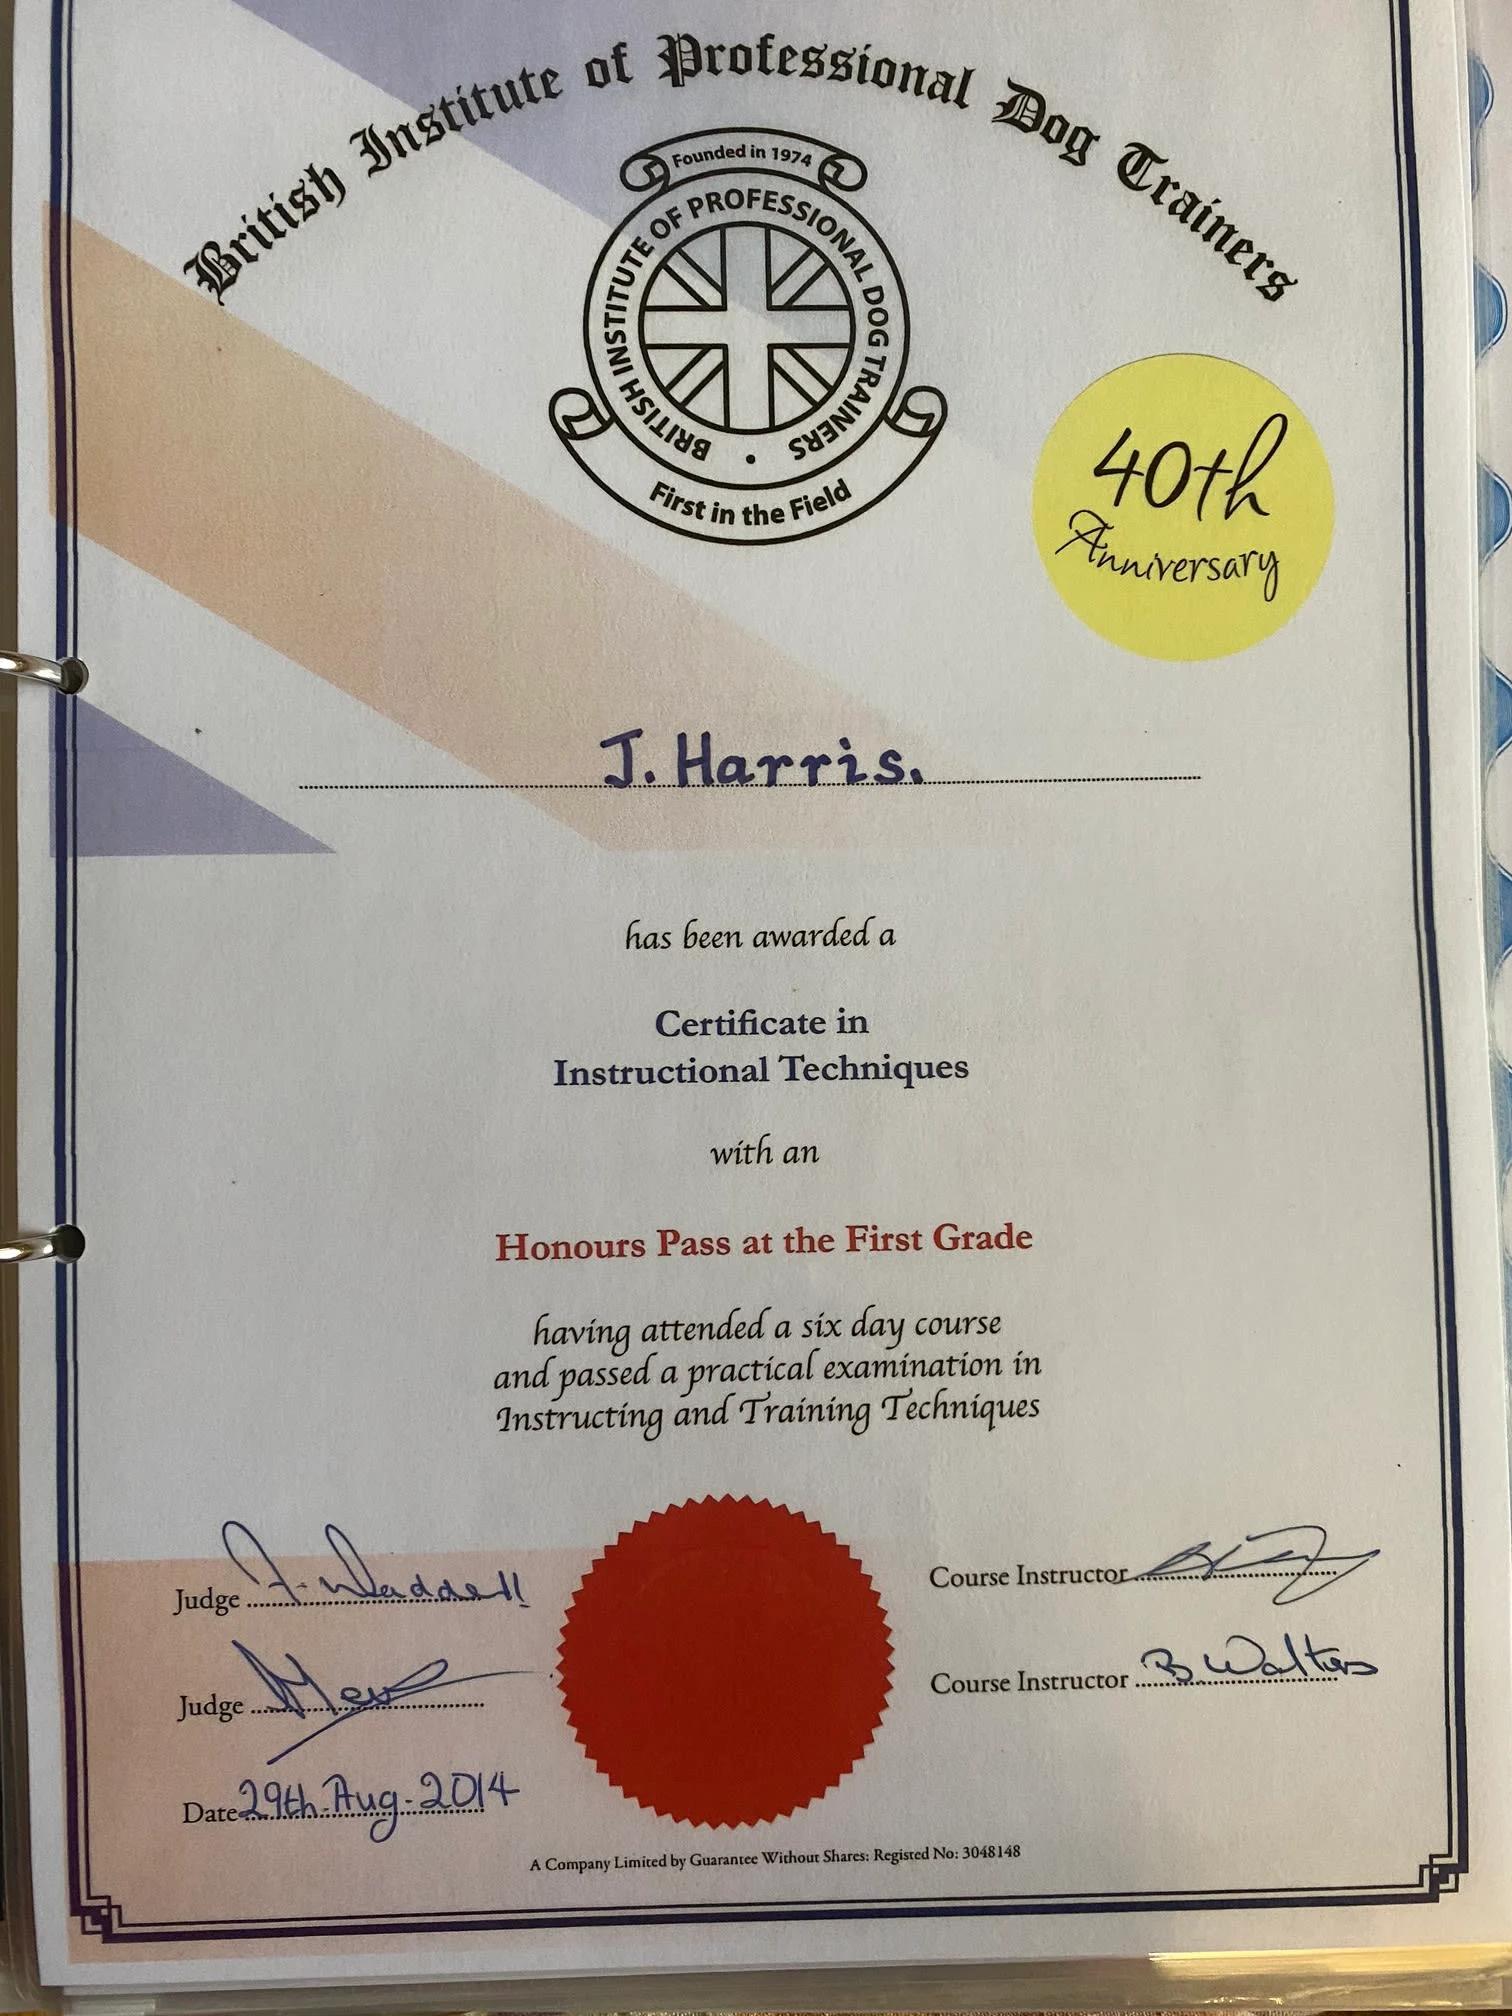 British Institute of Professional Dog Trainers
Founded in 1974
BRITISH INSTITUTE OF PROFESSIONAL DOG TRAINERS •
First in the Field
40th
Anniversary
J. Harris.
has been awarded a
Certificate in
Instructional Techniques
with an
Honours Pass at the First Grade
having attended a six day course
and passed a practical examination in
Instructing and Training Techniques
Judge
Waddell
Judge
Course Instructor
Course Instructor B. Walters
Date 29th Aug-2014
A Company Limited by Guarantee Without Shares: Registed No: 3048148